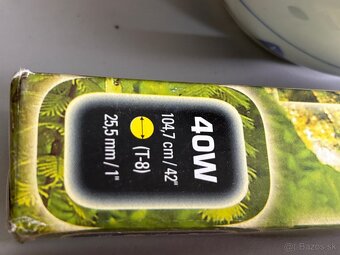 40W
104,7 cm / 42"
(T-8)
25,5 mm / 1"
Bazos.sk